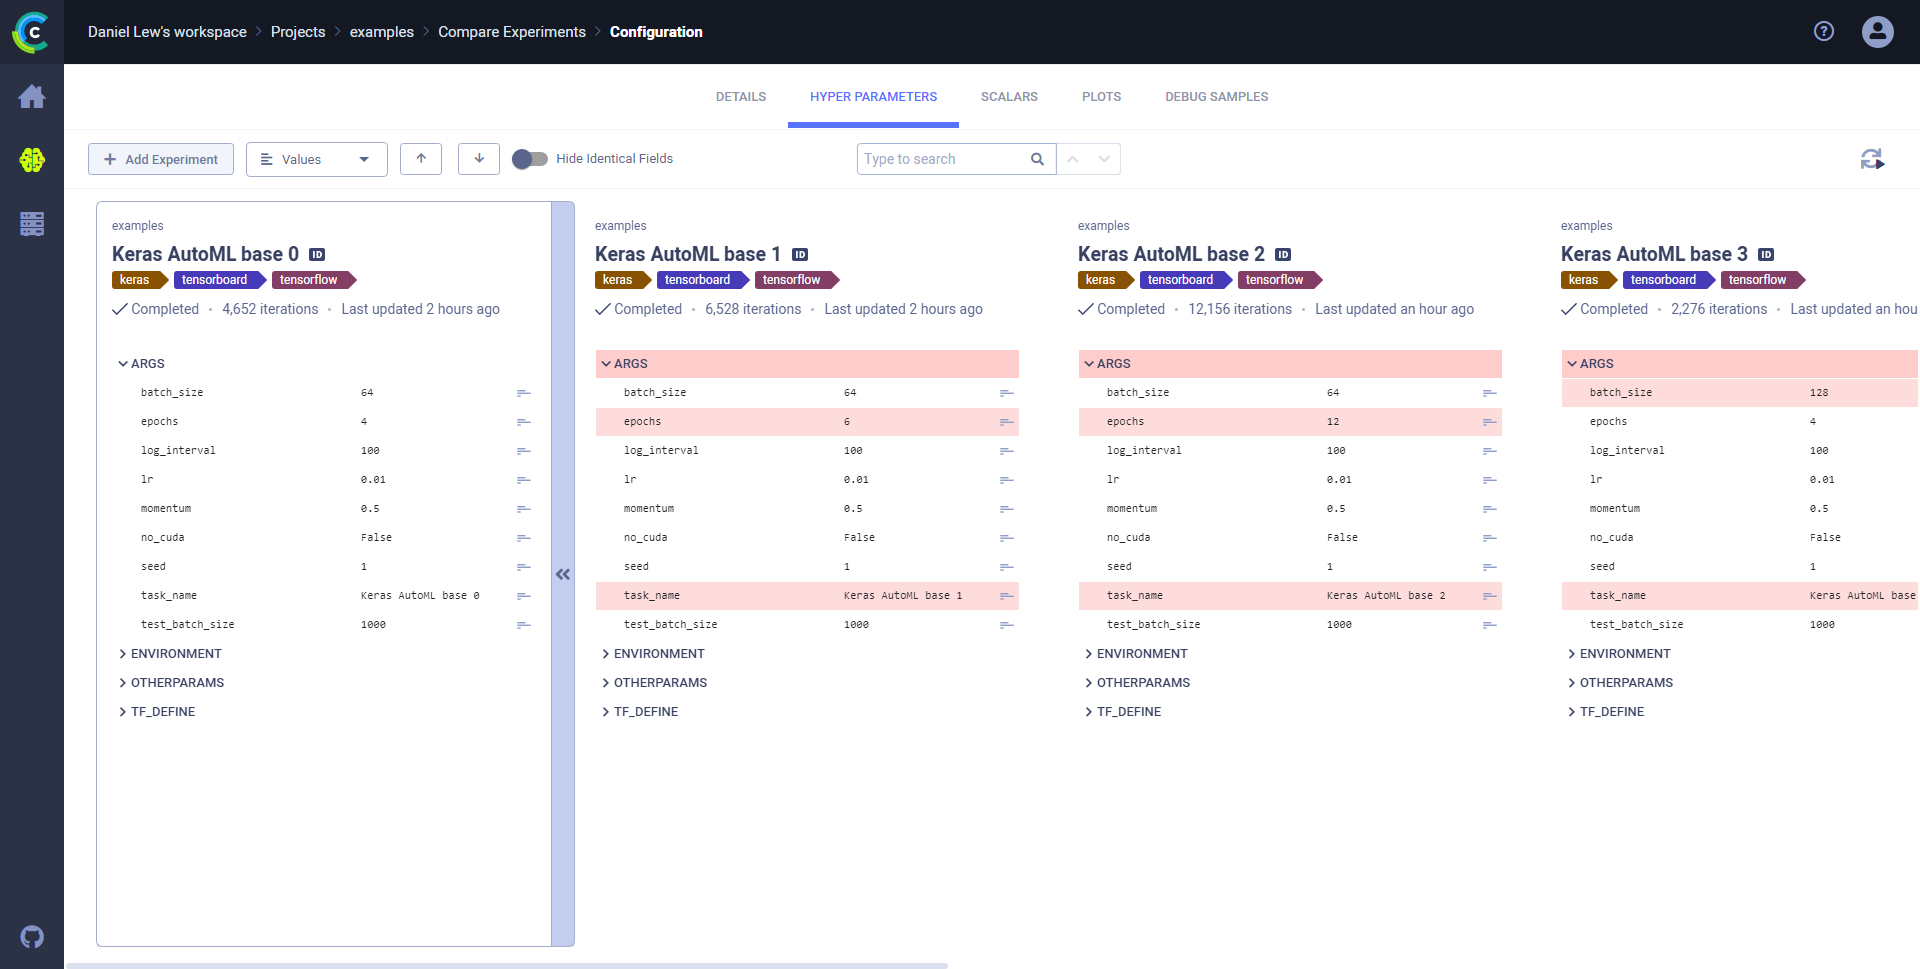 Daniel Lew's workspace > Projects > examples > Compare Experiments > Configuration
DETAILS HYPER PARAMETERS SCALARS PLOTS DEBUG SAMPLES
+ Add Experiment Values Hide Identical Fields Type to search
examples
Keras AutoML base 0 ID
keras tensorboard tensorflow
Completed · 4,652 iterations · Last updated 2 hours ago
ARGS
batch_size 64
epochs 4
log_interval 100
lr 0.01
momentum 0.5
no_cuda False
seed 1
task_name Keras AutoML base 0
test_batch_size 1000
ENVIRONMENT
OTHERPARAMS
TF_DEFINE
examples
Keras AutoML base 1 ID
keras tensorboard tensorflow
Completed · 6,528 iterations · Last updated 2 hours ago
ARGS
batch_size 64
epochs 6
log_interval 100
lr 0.01
momentum 0.5
no_cuda False
seed 1
task_name Keras AutoML base 1
test_batch_size 1000
ENVIRONMENT
OTHERPARAMS
TF_DEFINE
examples
Keras AutoML base 2 ID
keras tensorboard tensorflow
Completed · 12,156 iterations · Last updated an hour ago
ARGS
batch_size 64
epochs 12
log_interval 100
lr 0.01
momentum 0.5
no_cuda False
seed 1
task_name Keras AutoML base 2
test_batch_size 1000
ENVIRONMENT
OTHERPARAMS
TF_DEFINE
examples
Keras AutoML base 3 ID
keras tensorboard tensorflow
Completed · 2,276 iterations · Last updated an hou
ARGS
batch_size 128
epochs 4
log_interval 100
lr 0.01
momentum 0.5
no_cuda False
seed 1
task_name Keras AutoML base
test_batch_size 1000
ENVIRONMENT
OTHERPARAMS
TF_DEFINE